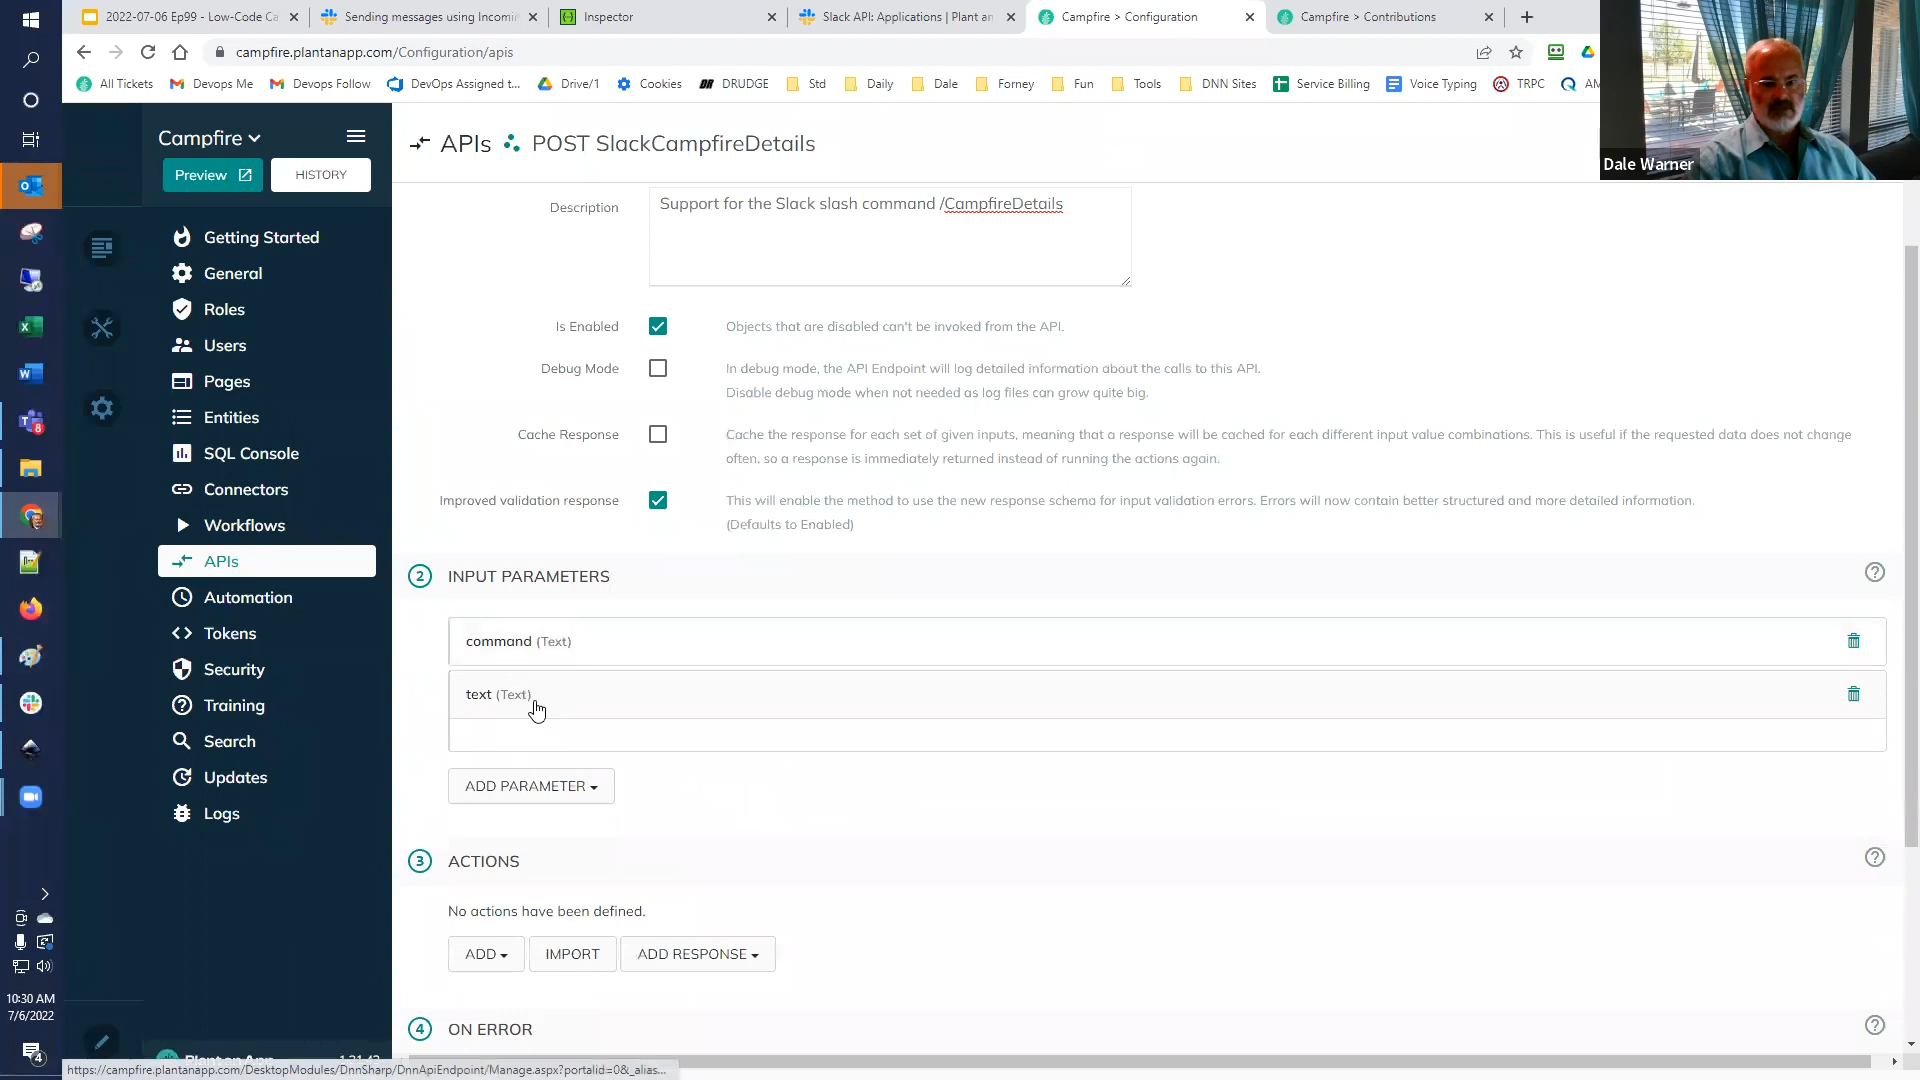 2022-07-06 Ep99 - Low-Code Ca
Sending messages using Incomi
Inspector
Slack API: Applications | Plant an
Campfire > Configuration
Campfire > Contributions
campfire.plantanapp.com/Configuration/apis
All Tickets
Devops Me
Devops Follow
DevOps Assigned t...
Drive/1
Cookies
DRUDGE
Std
Daily
Dale
Forney
Fun
Tools
DNN Sites
Service Billing
Voice Typing
TRPC
AM
Dale Warner
Campfire
Preview
HISTORY
Getting Started
General
Roles
Users
Pages
Entities
SQL Console
Connectors
Workflows
APIs
Automation
Tokens
Security
Training
Search
Updates
Logs
APIs
POST SlackCampfireDetails
Description
Support for the Slack slash command /CampfireDetails
Is Enabled
Objects that are disabled can't be invoked from the API.
Debug Mode
In debug mode, the API Endpoint will log detailed information about the calls to this API.
Disable debug mode when not needed as log files can grow quite big.
Cache Response
Cache the response for each set of given inputs, meaning that a response will be cached for each different input value combinations. This is useful if the requested data does not change
often, so a response is immediately returned instead of running the actions again.
Improved validation response
This will enable the method to use the new response schema for input validation errors. Errors will now contain better structured and more detailed information.
(Defaults to Enabled)
2 INPUT PARAMETERS
command (Text)
text (Text)
ADD PARAMETER
3 ACTIONS
No actions have been defined.
ADD
IMPORT
ADD RESPONSE
4 ON ERROR
10:30 AM
7/6/2022
4
8
https://campfire.plantanapp.com/DesktopModules/DnnSharp/DnnApiEndpoint/Manage.aspx?portalid=0&_alias...